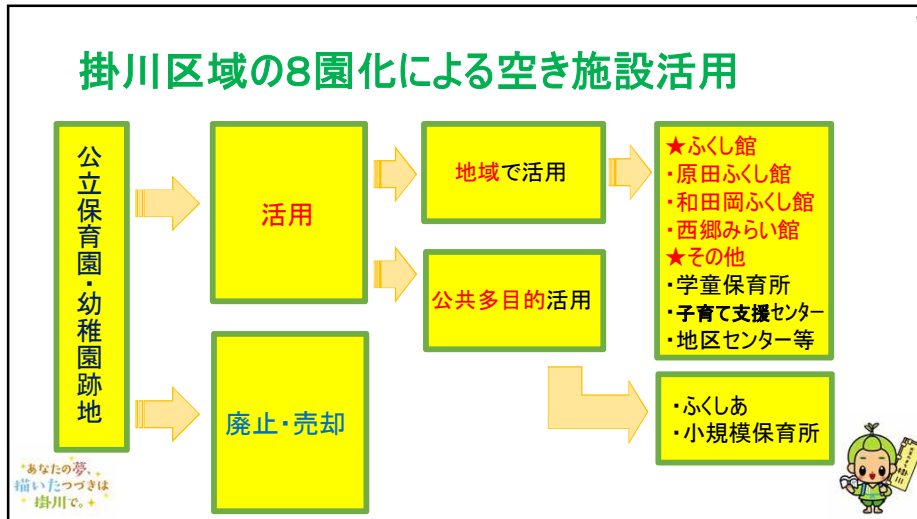 掛川区域の8園化による空き施設活用
公立保育園・幼稚園跡地
活用
地域で活用
★ふくし館
・原田ふくし館
・和田岡ふくし館
・西郷みらい館
★その他
・学童保育所
・子育て支援センター
・地区センター等
公共多目的活用
廃止・売却
・ふくしあ
・小規模保育所
あなたの夢、
描いたつづきは
掛川で。